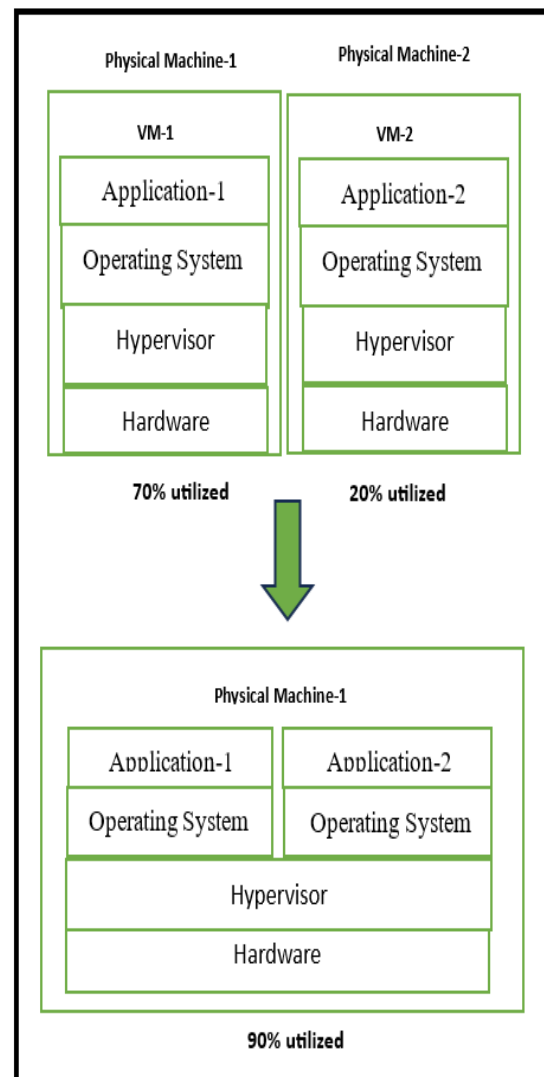 Physical Machine-1
Physical Machine-2
VM-1
VM-2
Application-1
Application-2
Operating System
Operating System
Hypervisor
Hypervisor
Hardware
Hardware
70% utilized
20% utilized
Physical Machine-1
Application-1
Application-2
Operating System
Operating System
Hypervisor
Hardware
90% utilized